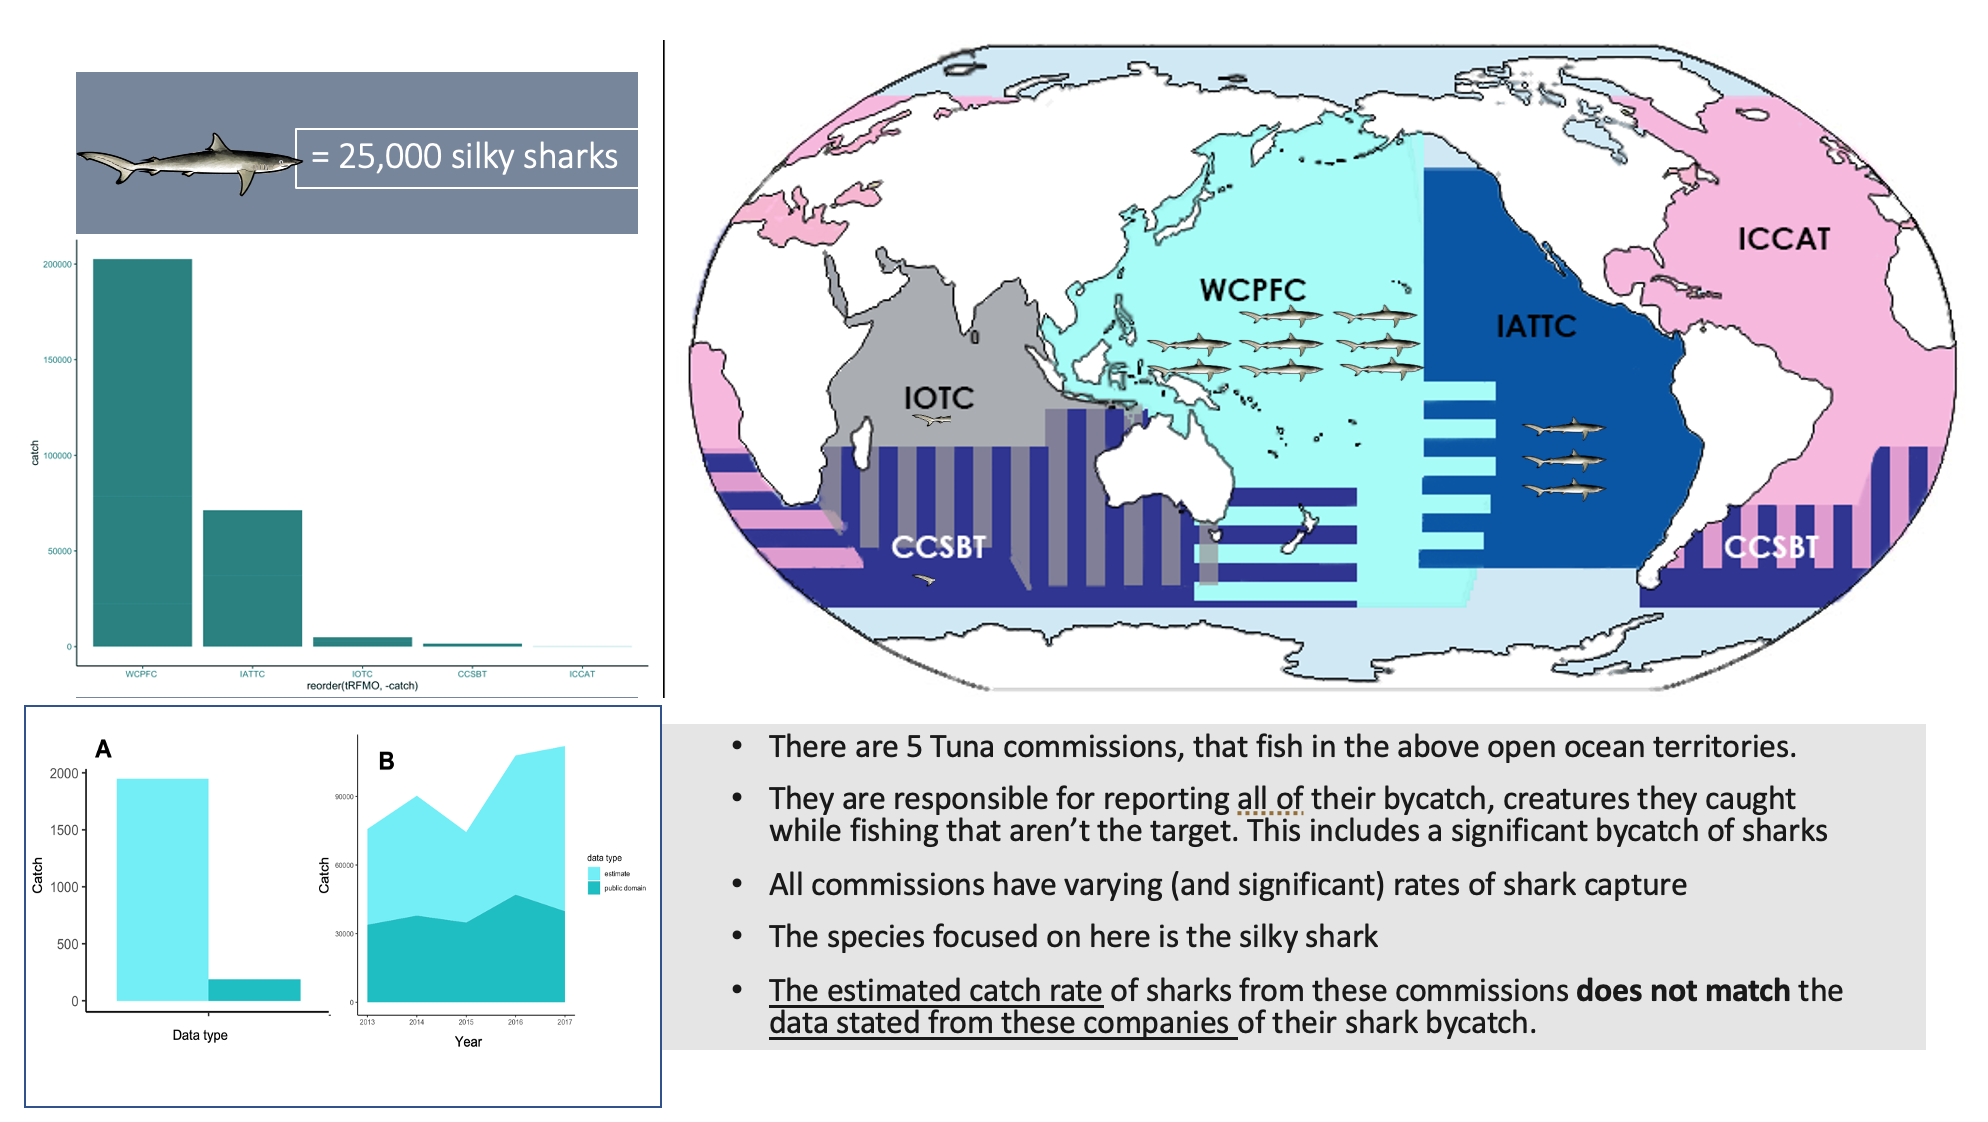 = 25,000 silky sharks
200000
150000
100000
50000
0
catch
WCPFC
IATTC
IOTC
CCSBT
ICCAT
reorder(tRFMO, -catch)
ICCAT
WCPFC
IATTC
IOTC
CCSBT
CCSBT
A
2000
1500
1000
500
0
Catch
Data type
B
90000
60000
30000
0
Catch
2013
2014
2015
2016
2017
Year
data type
estimate
public domain
• There are 5 Tuna commissions, that fish in the above open ocean territories.
• They are responsible for reporting all of their bycatch, creatures they caught
while fishing that aren’t the target. This includes a significant bycatch of sharks
• All commissions have varying (and significant) rates of shark capture
• The species focused on here is the silky shark
• The estimated catch rate of sharks from these commissions does not match the
data stated from these companies of their shark bycatch.